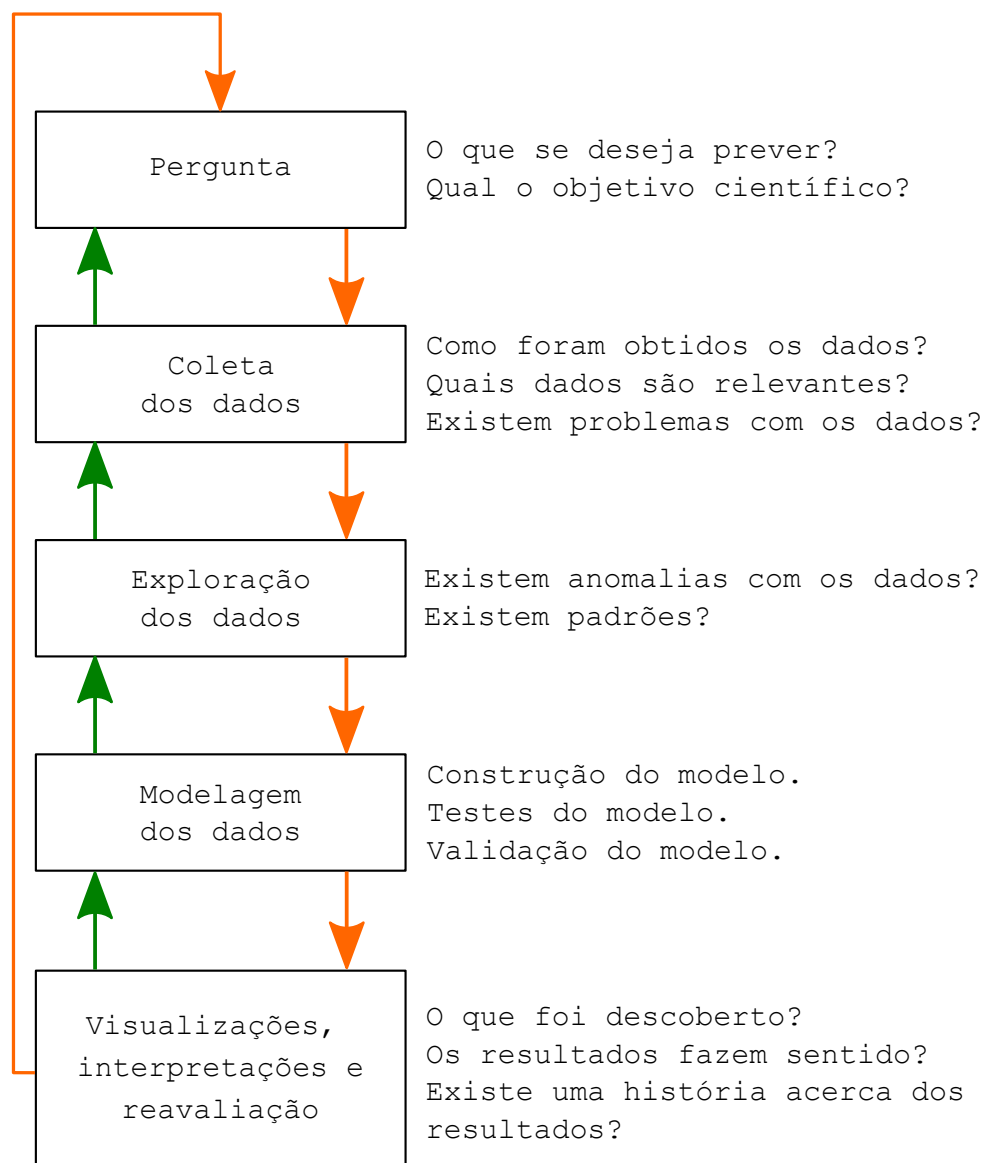 Pergunta
O que se deseja prever?
Qual o objetivo científico?
Coleta
dos dados
Como foram obtidos os dados?
Quais dados são relevantes?
Existem problemas com os dados?
Exploração
dos dados
Existem anomalias com os dados?
Existem padrões?
Modelagem
dos dados
Construção do modelo.
Testes do modelo.
Validação do modelo.
Visualizações,
interpretações e
reavaliação
O que foi descoberto?
Os resultados fazem sentido?
Existe uma história acerca dos
resultados?